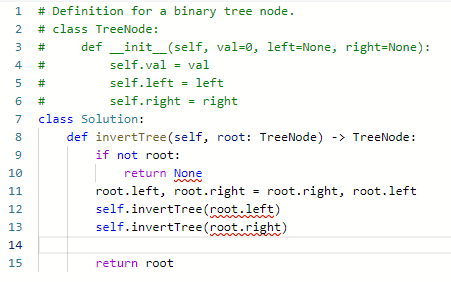 1 # Definition for a binary tree node.
2 # class TreeNode:
3 #     def __init__(self, val=0, left=None, right=None):
4 #         self.val = val
5 #         self.left = left
6 #         self.right = right
7 class Solution:
8     def invertTree(self, root: TreeNode) -> TreeNode:
9         if not root:
10             return None
11         root.left, root.right = root.right, root.left
12         self.invertTree(root.left)
13         self.invertTree(root.right)
14
15         return root